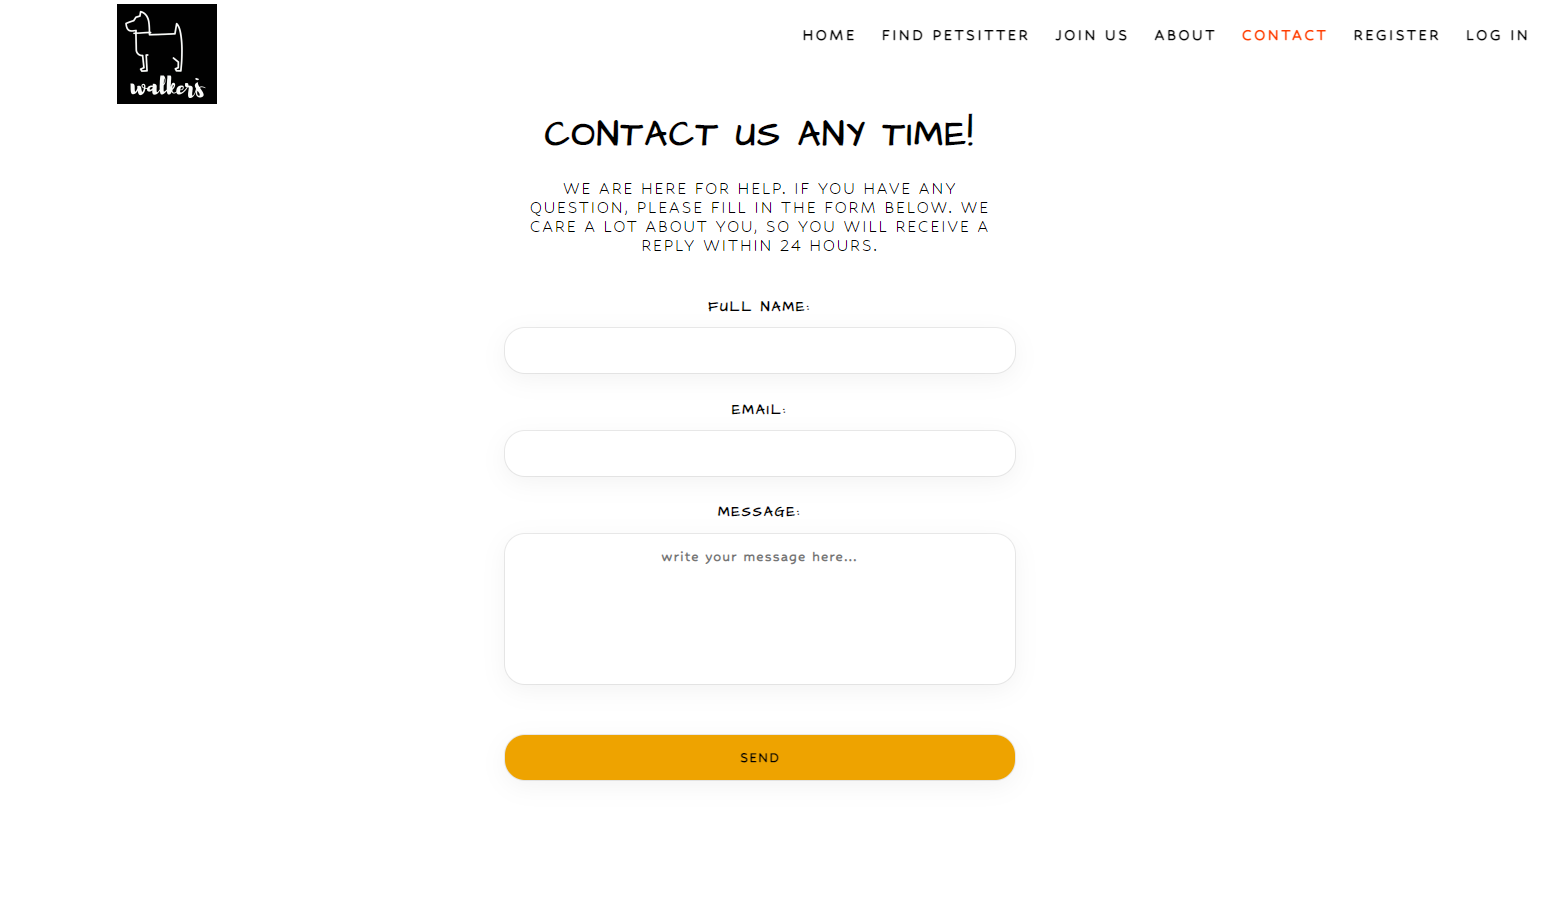 walker's
HOME FIND PETSITTER JOIN US ABOUT CONTACT REGISTER LOG IN
CONTACT US ANY TIME!
WE ARE HERE FOR HELP. IF YOU HAVE ANY
QUESTION, PLEASE FILL IN THE FORM BELOW. WE
CARE A LOT ABOUT YOU, SO YOU WILL RECEIVE A
REPLY WITHIN 24 HOURS.
FULL NAME:
EMAIL:
MESSAGE:
write your message here...
SEND